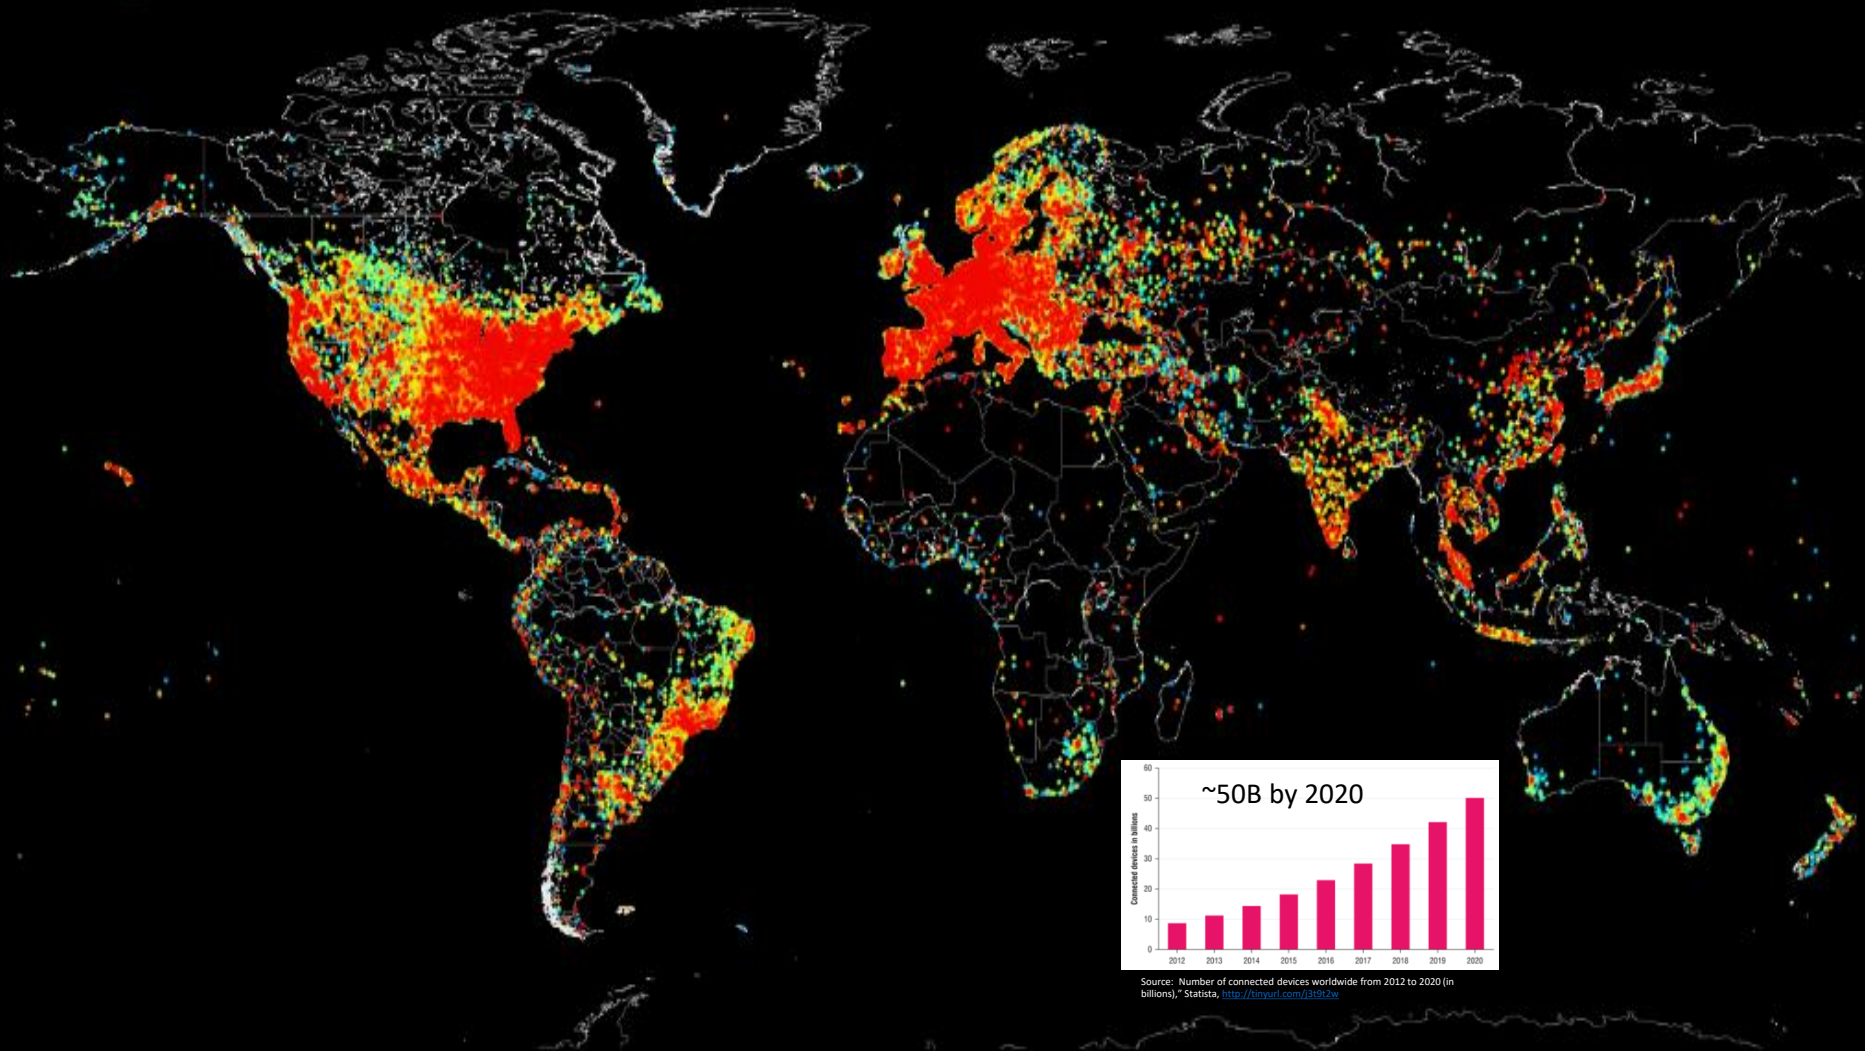 ~50B by 2020
60
50
40
30
20
10
0
Connected devices in billions
2012 2013 2014 2015 2016 2017 2018 2019 2020
Source:  Number of connected devices worldwide from 2012 to 2020 (in
billions),” Statista, http://tinyurl.com/j3t9t2w